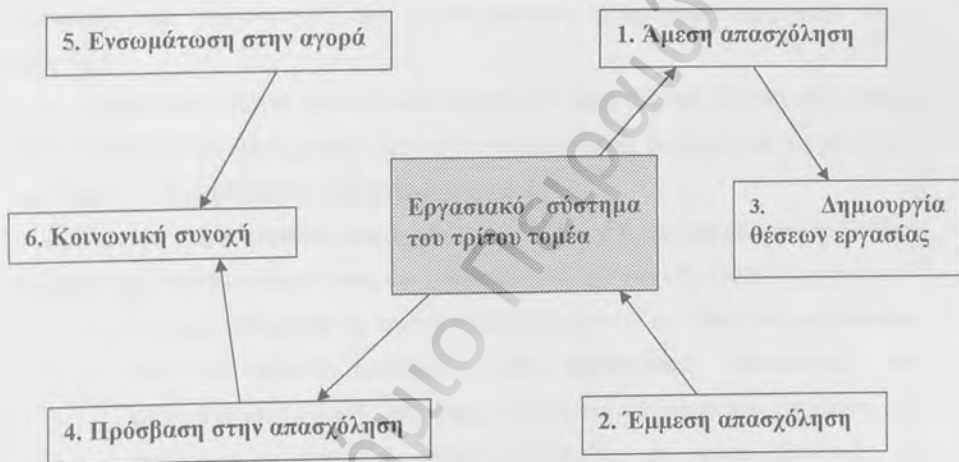 5. Ενσωμάτωση στην αγορά
1. Άμεση απασχόληση
Εργασιακό σύστημα
του τρίτου τομέα
3. Δημιουργία
θέσεων εργασίας
6. Κοινωνική συνοχή
4. Πρόσβαση στην απασχόληση
2. Έμμεση απασχόληση